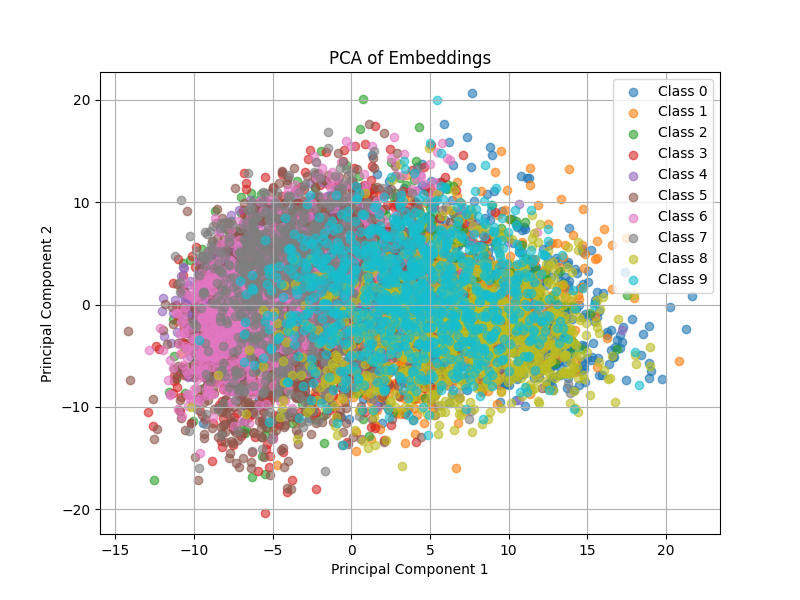 PCA of Embeddings
Principal Component 2
20
10
0
−10
−20
−15
−10
−5
0
5
10
15
20
Principal Component 1
Class 0
Class 1
Class 2
Class 3
Class 4
Class 5
Class 6
Class 7
Class 8
Class 9